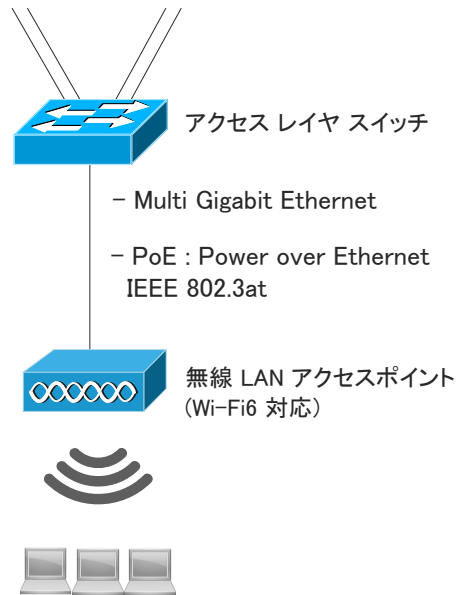 アクセス レイヤ スイッチ
- Multi Gigabit Ethernet
- PoE : Power over Ethernet
IEEE 802.3at
無線 LAN アクセスポイント
(Wi-Fi6 対応)